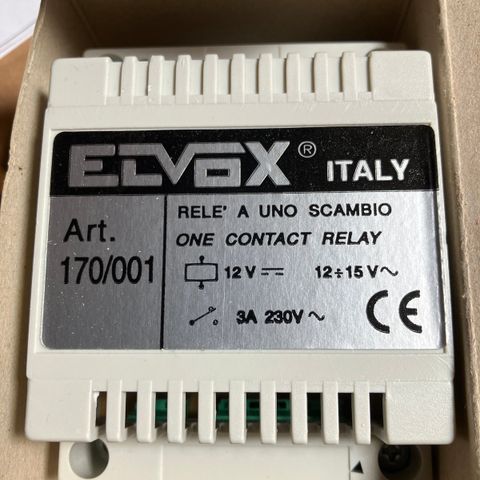 ELVOX® ITALY
Art.
170/001
RELE' A UNO SCAMBIO
ONE CONTACT RELAY
12 V ⎓ 12÷15 V ~
3A 230V ~
CE